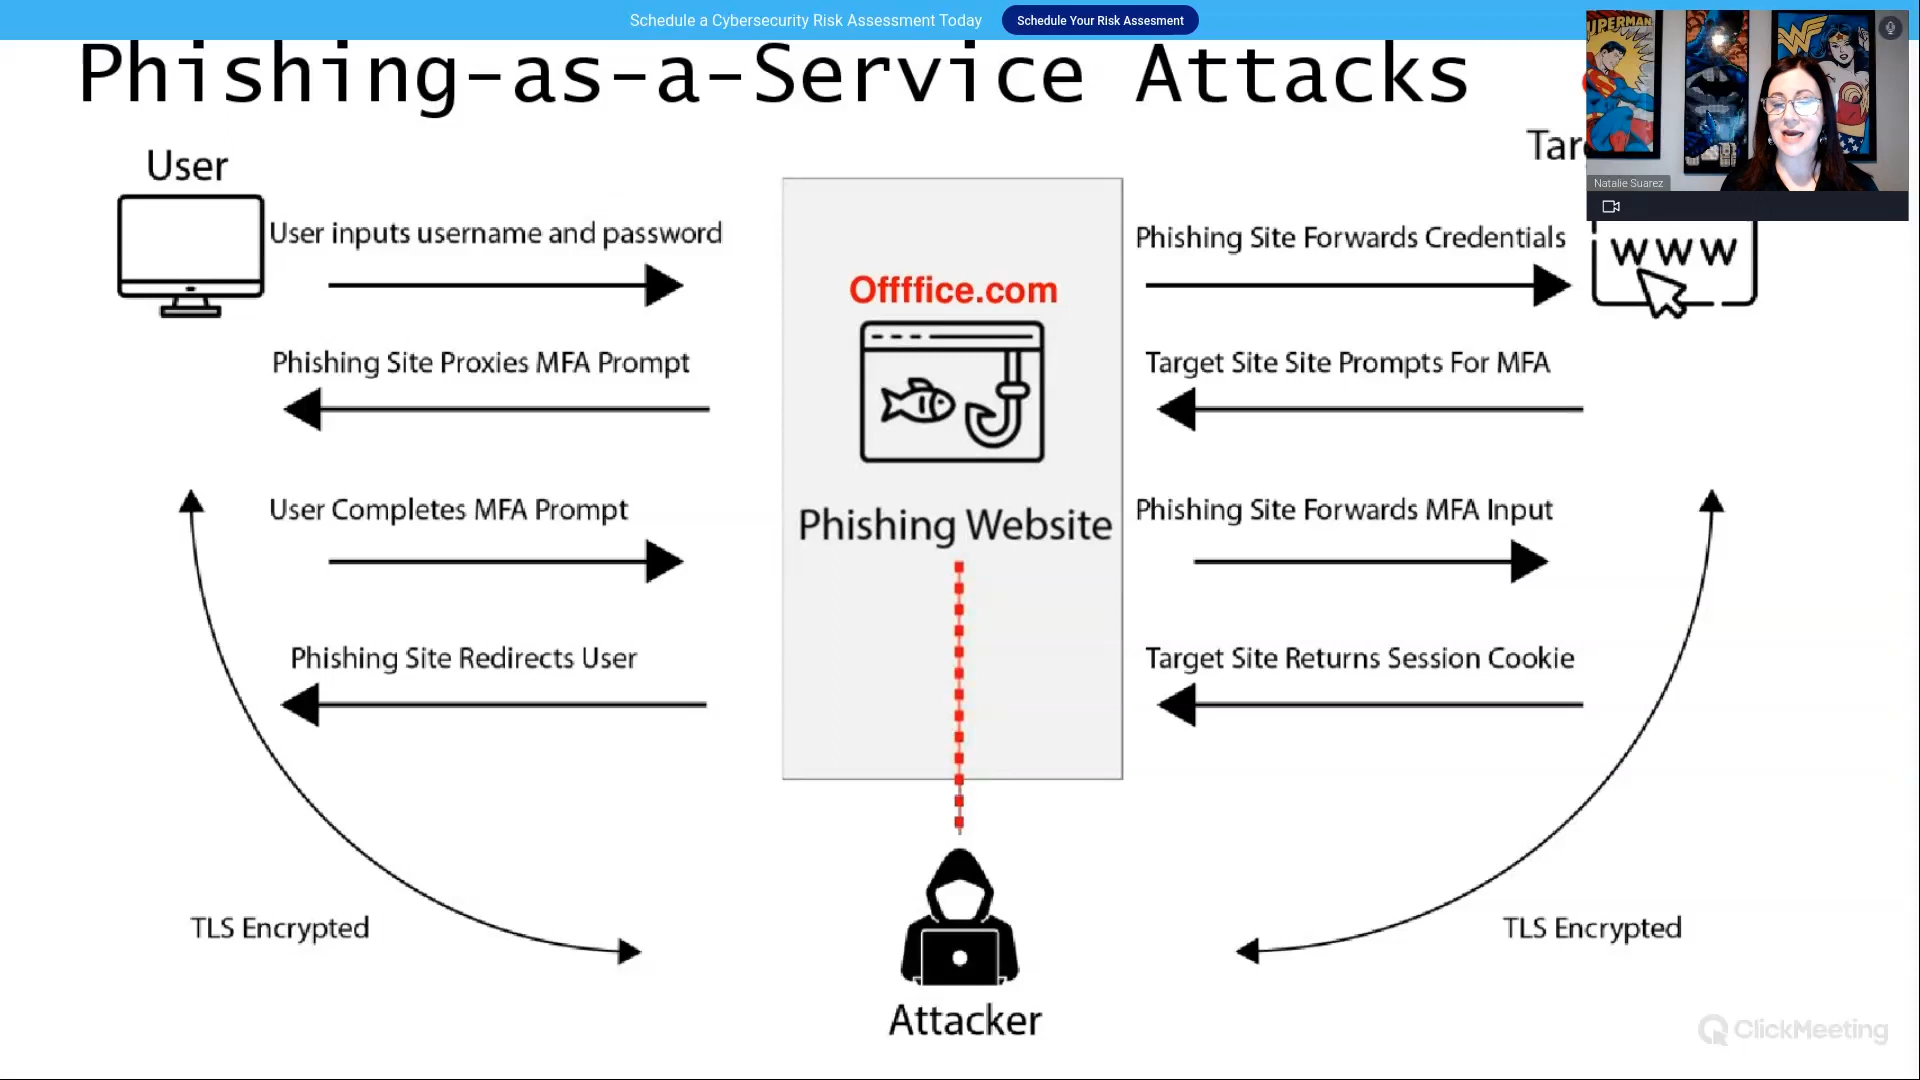 Schedule a Cybersecurity Risk Assessment Today
Schedule Your Risk Assesment
Phishing-as-a-Service Attacks
SUPERMAN
Natalie Suarez
User
User inputs username and password
Phishing Site Forwards Credentials
WWW
Offffice.com
Phishing Site Proxies MFA Prompt
Target Site Site Prompts For MFA
User Completes MFA Prompt
Phishing Website
Phishing Site Forwards MFA Input
Phishing Site Redirects User
Target Site Returns Session Cookie
TLS Encrypted
TLS Encrypted
Attacker
ClickMeeting